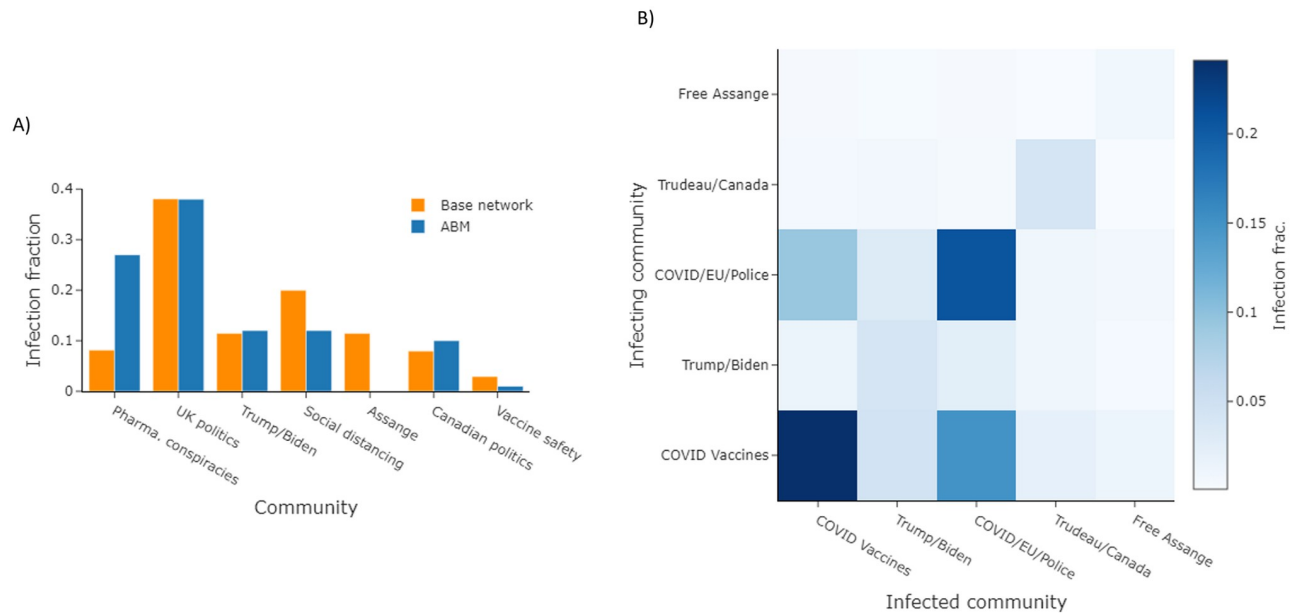 A)
Infection fraction
0.4
0.3
0.2
0.1
0
Base network
ABM
Pharma. conspiracies
UK politics
Trump/Biden
Social distancing
Assange
Canadian politics
Vaccine safety
Community
B)
Infecting community
Free Assange
Trudeau/Canada
COVID/EU/Police
Trump/Biden
COVID Vaccines
COVID Vaccines
Trump/Biden
COVID/EU/Police
Trudeau/Canada
Free Assange
Infected community
0.2
0.15
0.1
0.05
Infection frac.